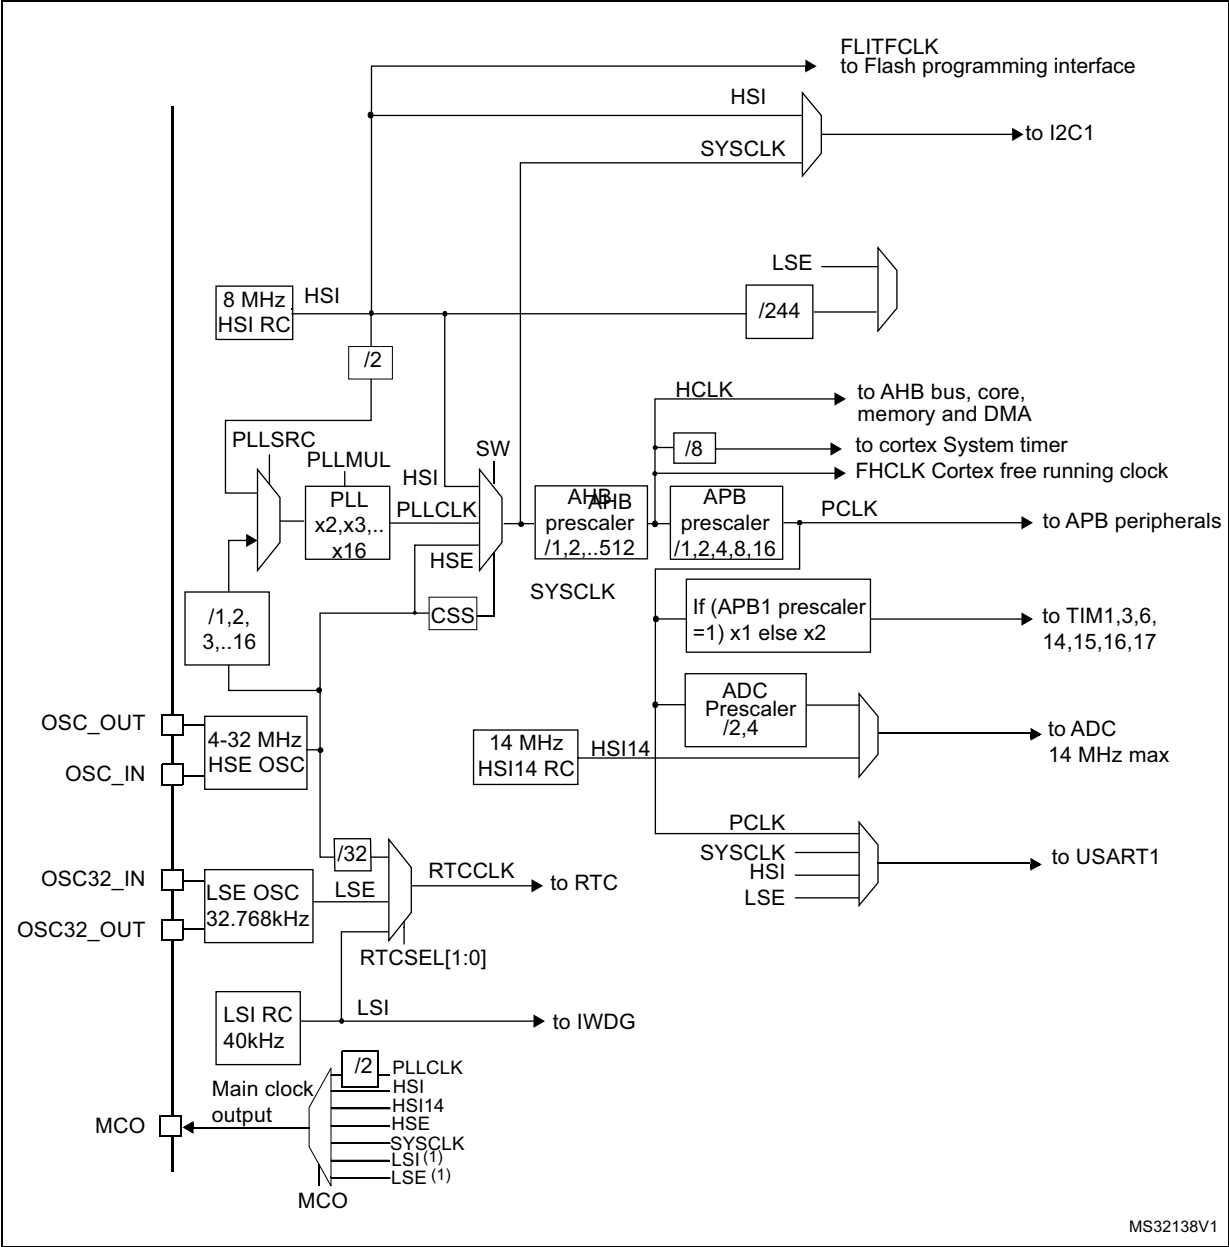 FLITFCLK
to Flash programming interface
HSI
to I2C1
SYSCLK
LSE
8 MHz
HSI RC
HSI
/244
/2
HCLK
to AHB bus, core,
memory and DMA
/8
to cortex System timer
FHCLK Cortex free running clock
PLLSRC
PLLMUL
SW
HSI
PLL
x2,x3,..
x16
PLLCLK
HSE
AHB
AHB
prescaler
/1,2,..512
APB
prescaler
/1,2,4,8,16
PCLK
to APB peripherals
SYSCLK
CSS
/1,2,
3,..16
If (APB1 prescaler
=1) x1 else x2
to TIM1,3,6,
14,15,16,17
ADC
Prescaler
/2,4
to ADC
14 MHz max
OSC_OUT
OSC_IN
4-32 MHz
HSE OSC
14 MHz
HSI14 RC
HSI14
PCLK
SYSCLK
HSI
LSE
to USART1
/32
OSC32_IN
OSC32_OUT
LSE OSC
32.768kHz
LSE
RTCCLK
to RTC
RTCSEL[1:0]
LSI RC
40kHz
LSI
to IWDG
/2
PLLCLK
HSI
HSI14
HSE
SYSCLK
LSI (1)
LSE (1)
Main clock
output
MCO
MCO
MS32138V1